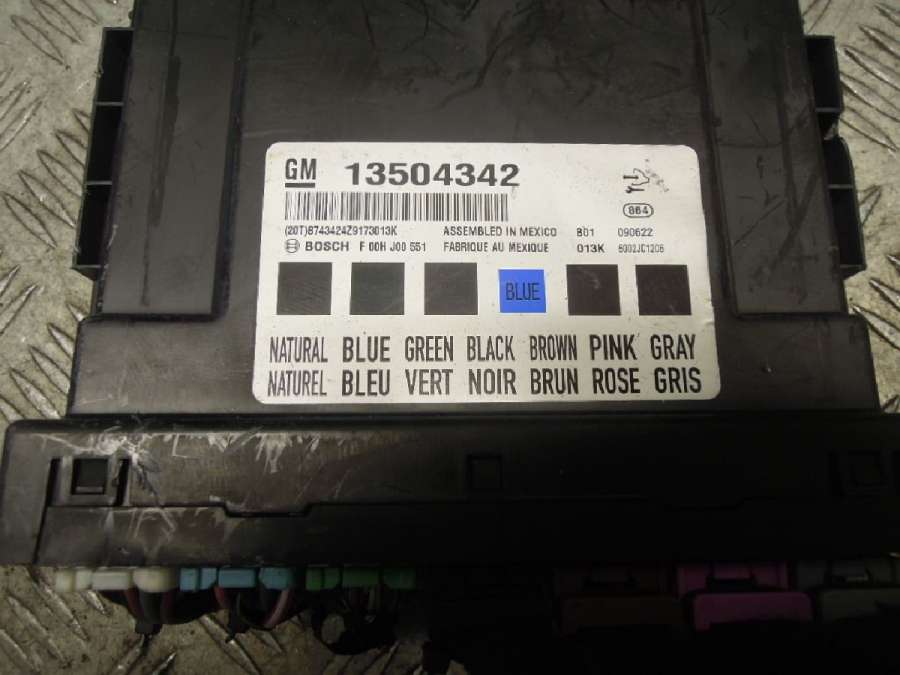 GM 13504342
864
(20T)8743424Z9173013K ASSEMBLED IN MEXICO B01 090622
BOSCH F 00H J00 551 FABRIQUE AU MEXIQUE 013K 8002JC1206
BLUE
NATURAL BLUE GREEN BLACK BROWN PINK GRAY
NATUREL BLEU VERT NOIR BRUN ROSE GRIS